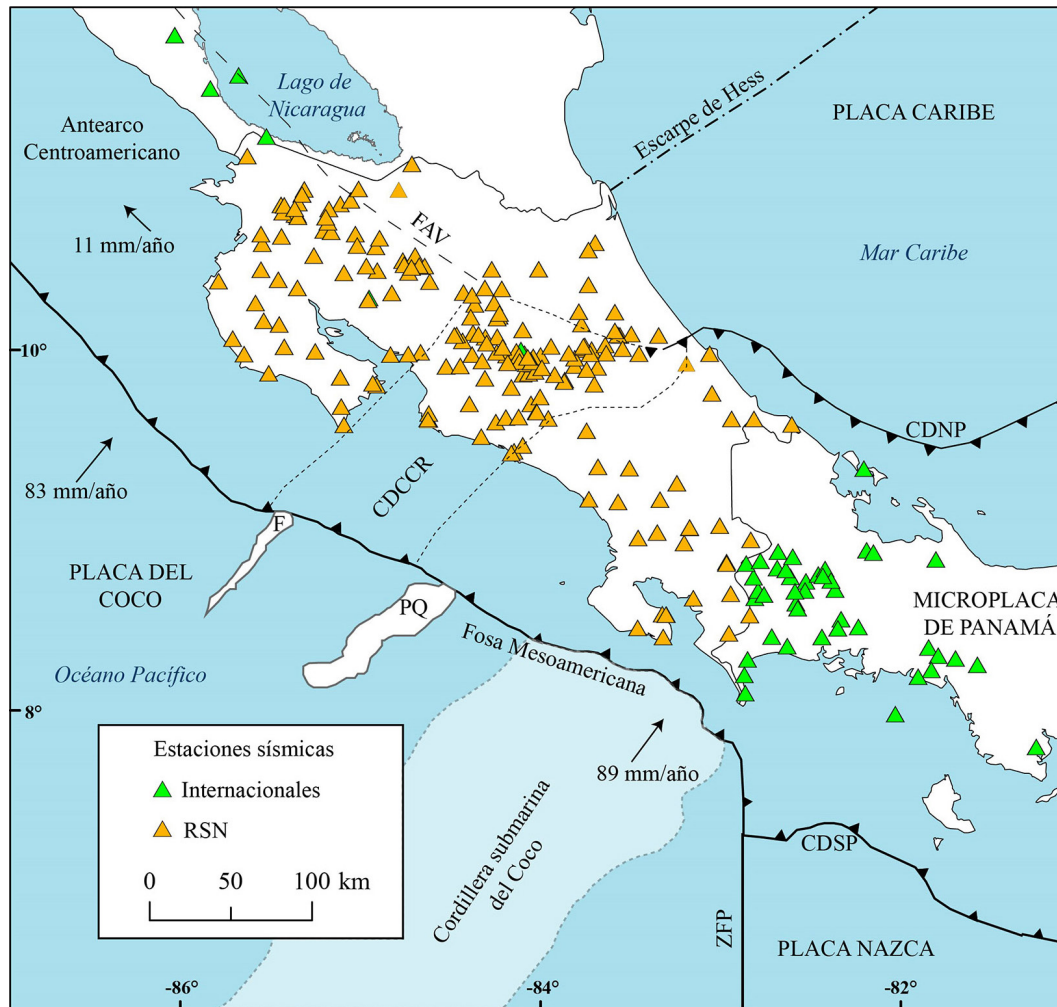 Lago de
Nicaragua
Escarpe de Hess
PLACA CARIBE
Antearco
Centroamericano
11 mm/año
FAV
Mar Caribe
10°
CDNP
83 mm/año
CDCCR
F
PLACA DEL
COCO
PQ
MICROPLACA
DE PANAMÁ
Fosa Mesoamericana
Océano Pacífico
8°
89 mm/año
Estaciones sísmicas
Internacionales
RSN
0 50 100 km
Cordillera submarina
del Coco
CDSP
ZFP
PLACA NAZCA
-86° -84° -82°